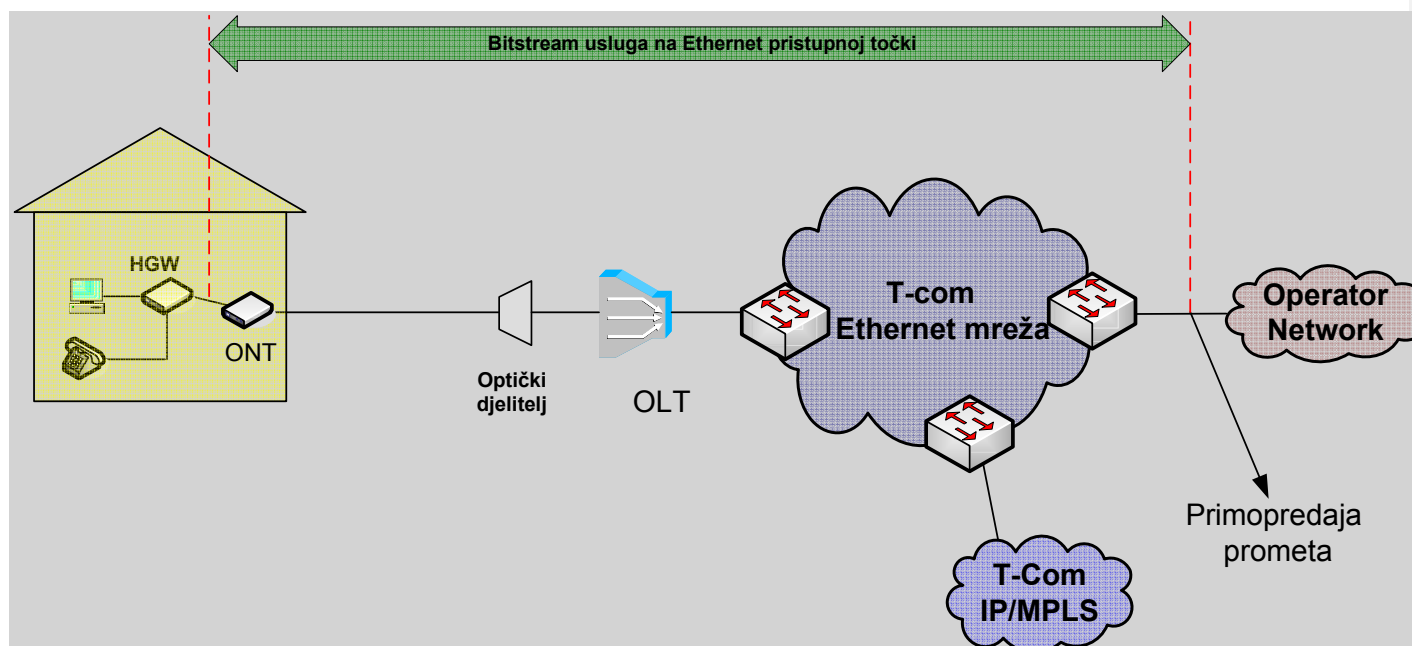 Bitstream usluga na Ethernet pristupnoj točki
HGW
ONT
Optički
djelitelj
OLT
T-com
Ethernet mreža
Operator
Network
Primopredaja
prometa
T-Com
IP/MPLS